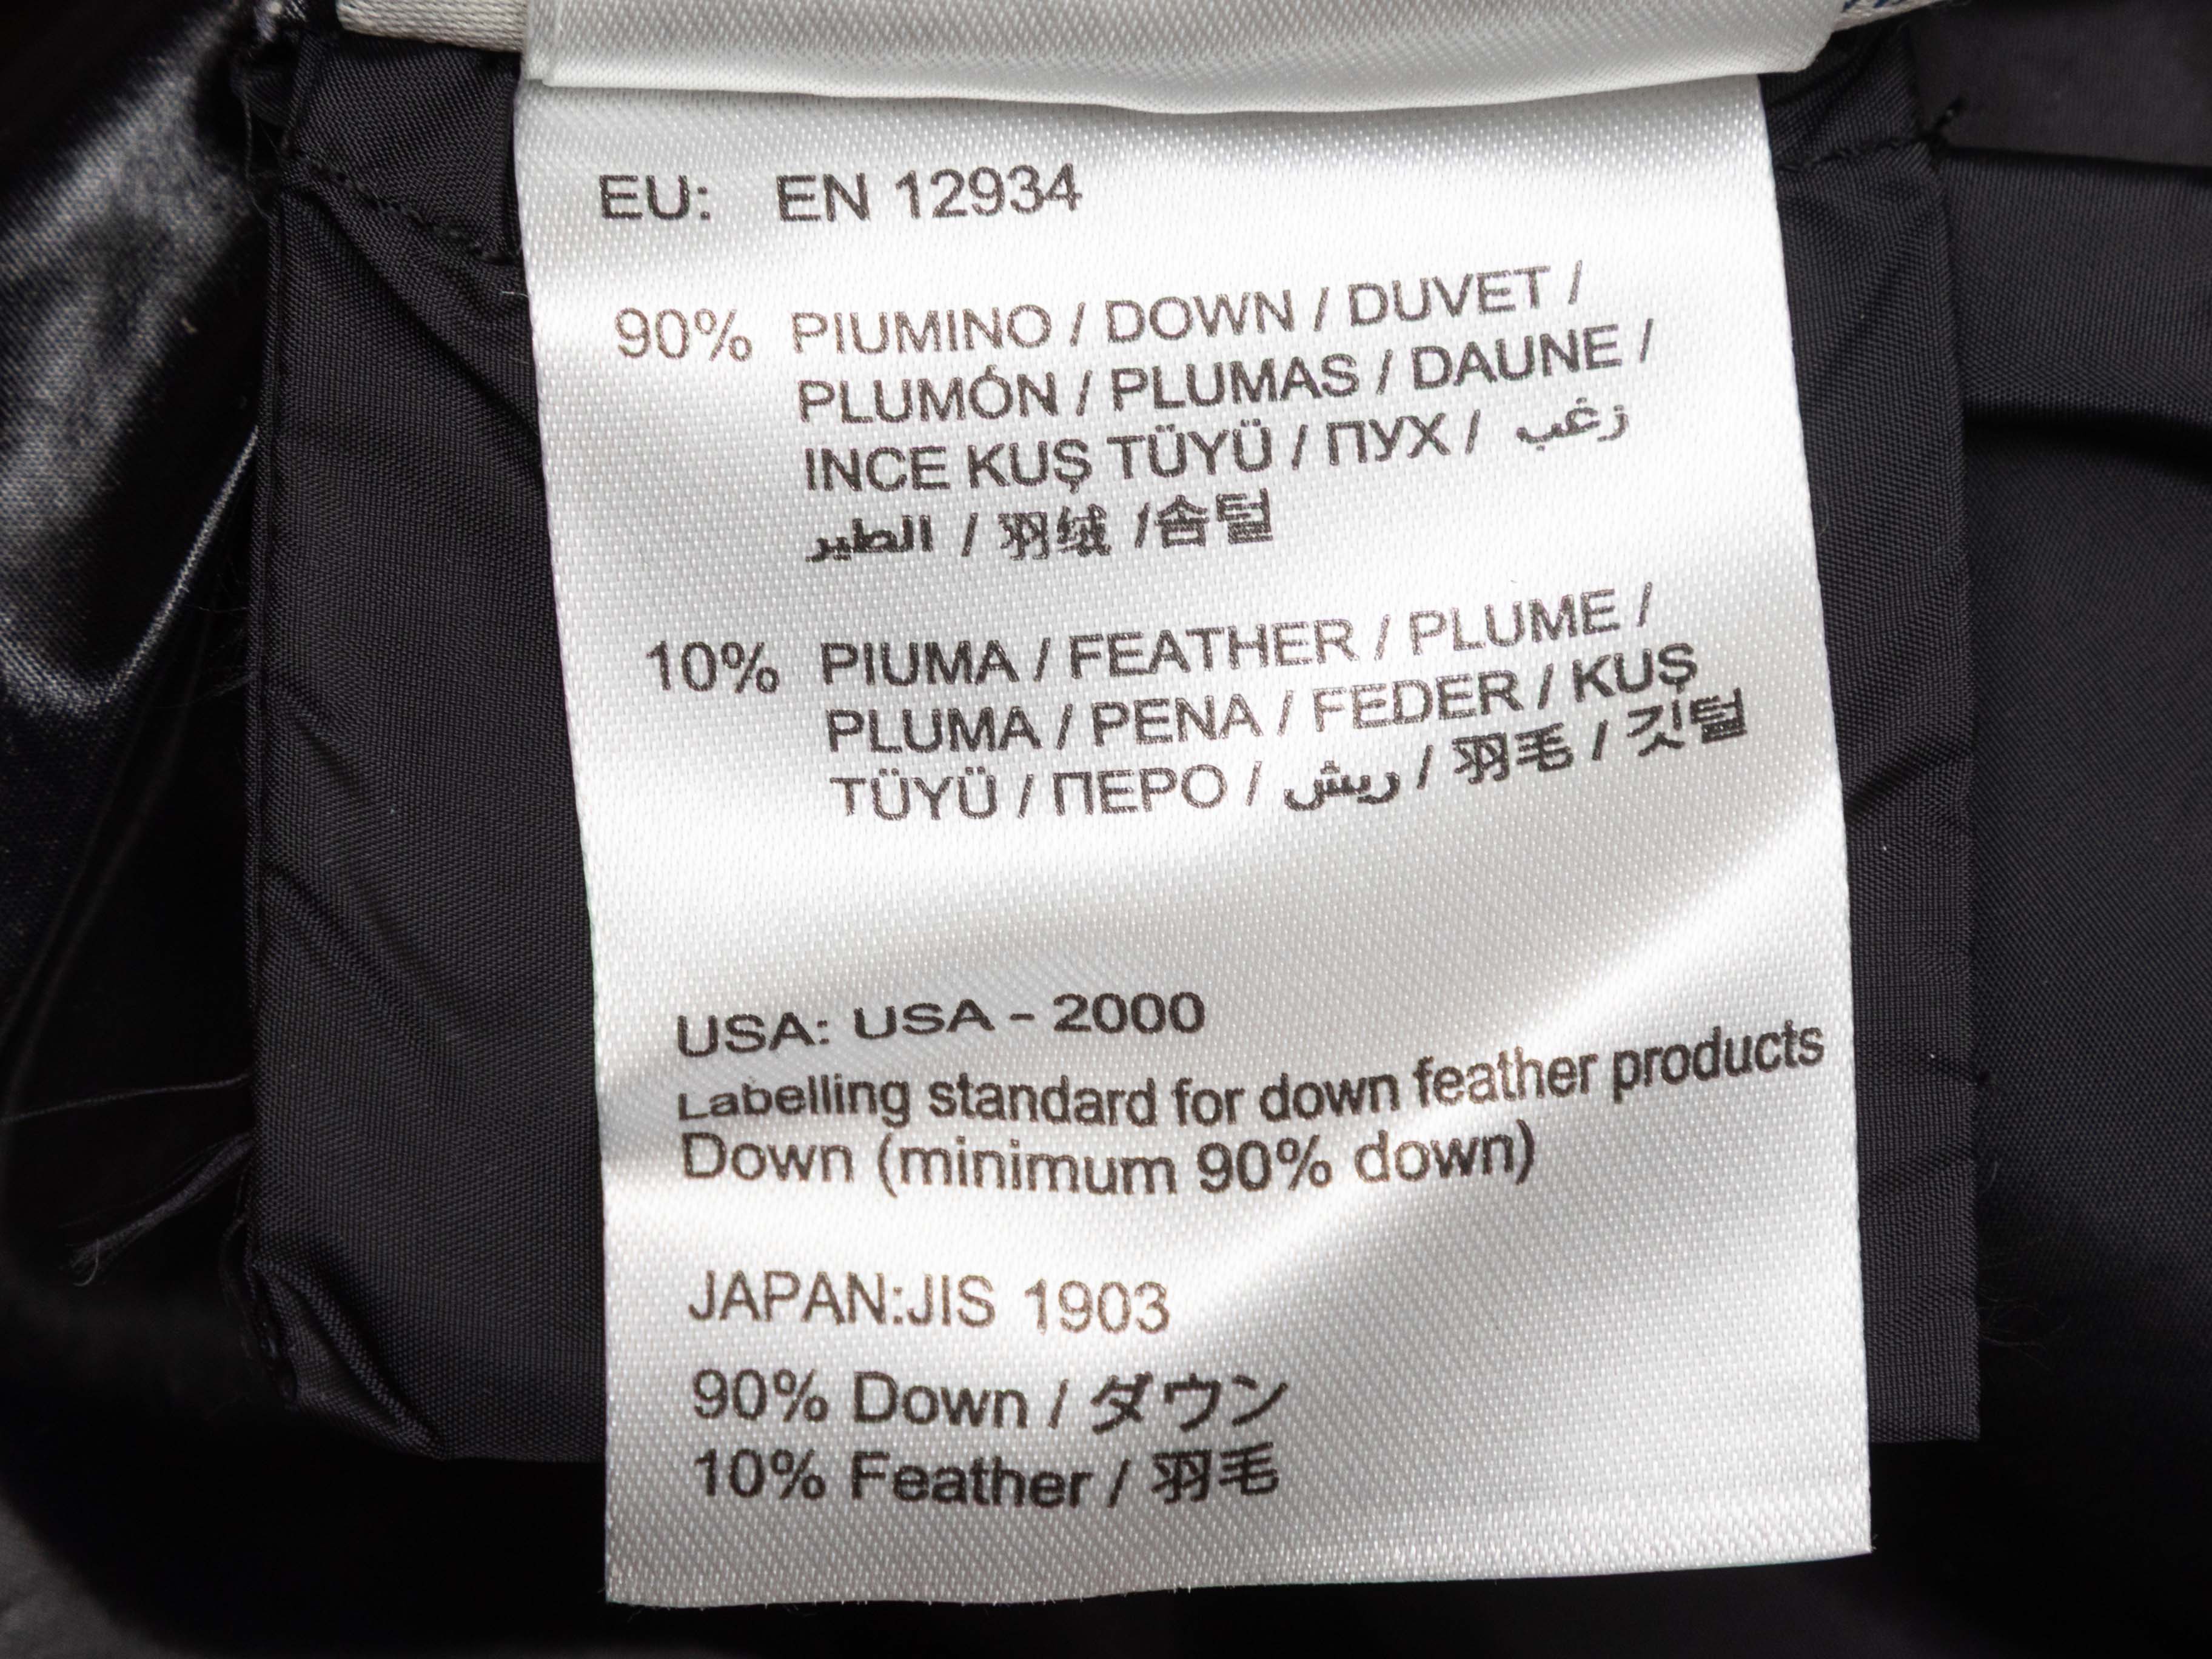 EU: EN 12934
90% PIUMINO / DOWN / DUVET /
PLUMÓN / PLUMAS / DAUNE /
INCE KUŞ TÜYÜ / ПУХ / زغب
الطير / 羽绒 /솜털
10% PIUMA / FEATHER / PLUME /
PLUMA / PENA / FEDER / KUŞ
TÜYÜ / ПЕРО / ريش / 羽毛 / 깃털
USA: USA - 2000
Labelling standard for down feather products
Down (minimum 90% down)
JAPAN:JIS 1903
90% Down / ダウン
10% Feather / 羽毛